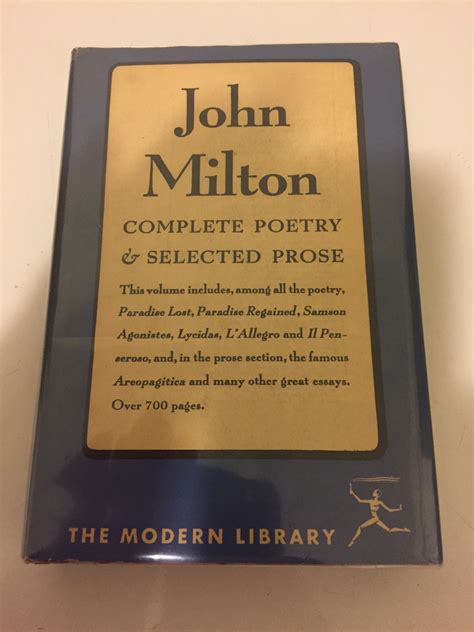 John
Milton
COMPLETE POETRY
& SELECTED PROSE
This volume includes, among all the poetry,
Paradise Lost, Paradise Regained, Samson
Agonistes, Lycidas, L'Allegro and Il Pen-
seroso, and, in the prose section, the famous
Areopagitica and many other great essays.
Over 700 pages.
THE MODERN LIBRARY